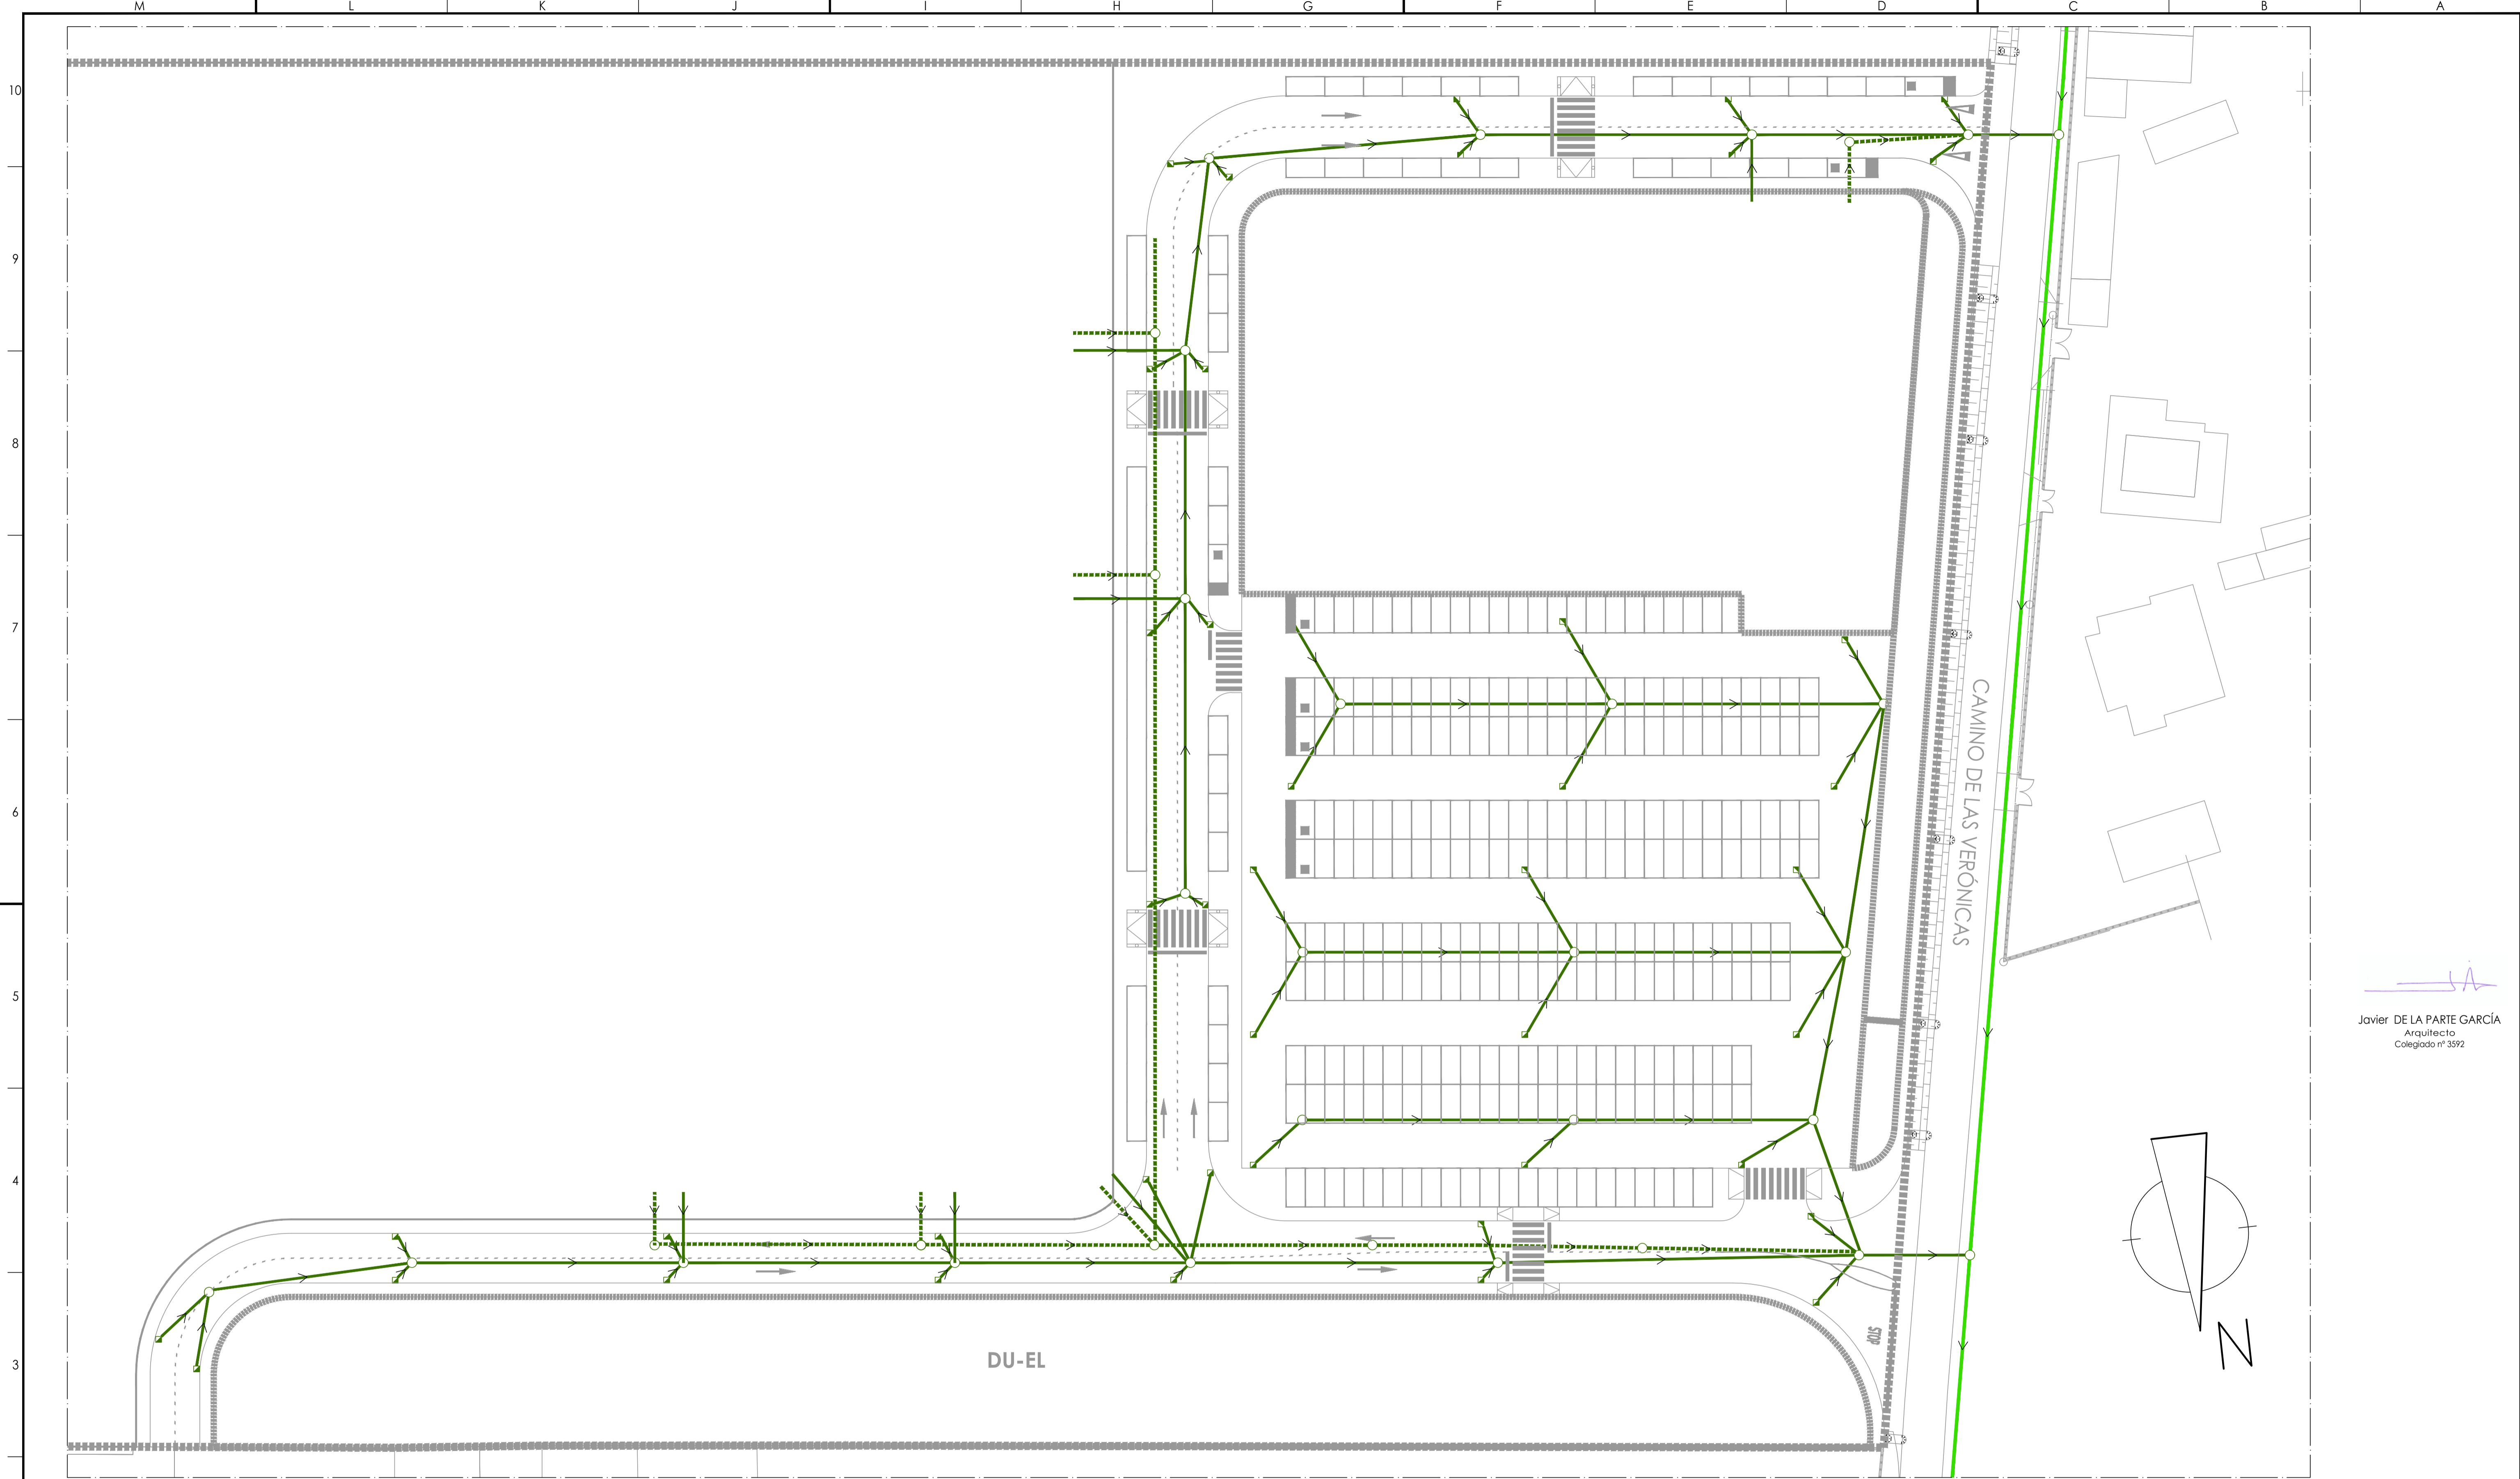 M L K J I H G F E D C B A
10
9
8
7
6
5
4
3
CAMINO DE LAS VERÓNICAS
Javier DE LA PARTE GARCÍA
Arquitecto
Colegiado nº 3592
N
STOP
DU-EL